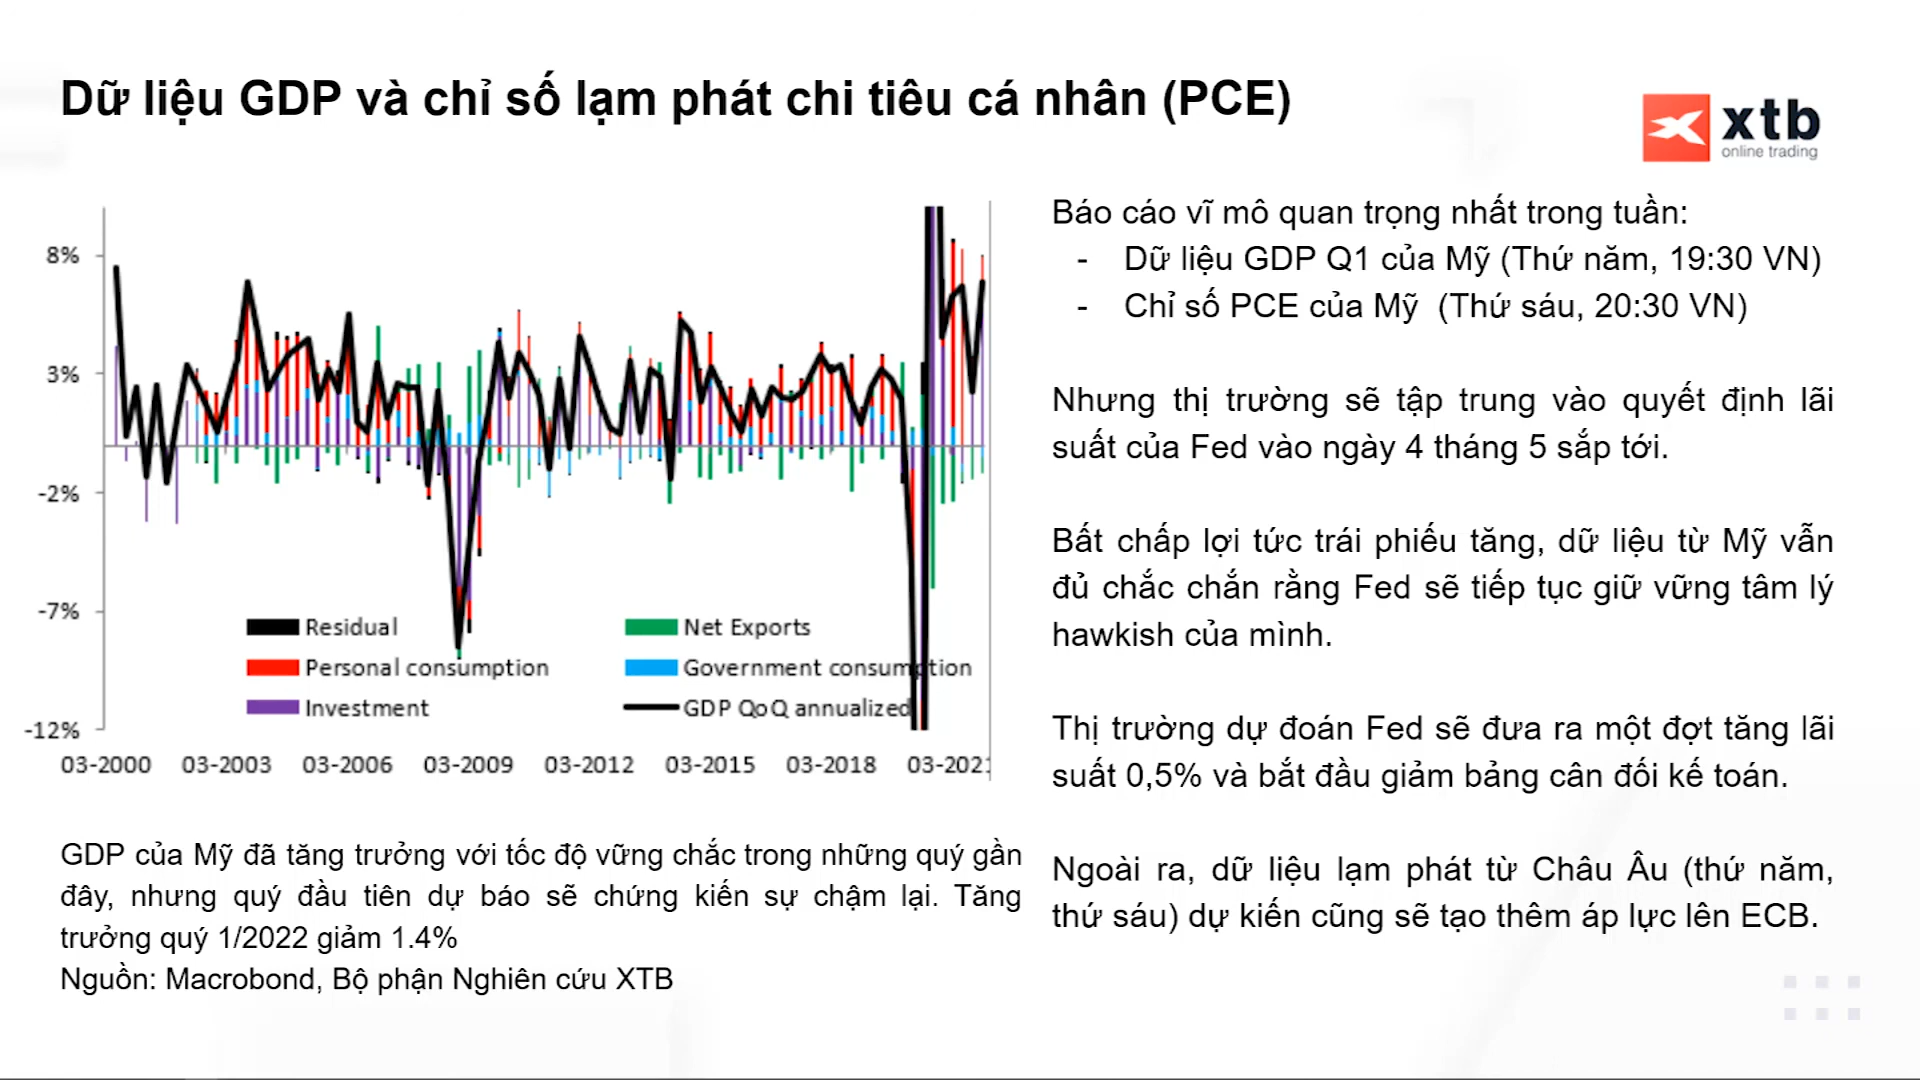 Dữ liệu GDP và chỉ số lạm phát chi tiêu cá nhân (PCE)
xtb
online trading
8%
3%
-2%
-7%
-12%
Residual
Net Exports
Personal consumption
Government consumption
Investment
GDP QoQ annualized
03-2000 03-2003 03-2006 03-2009 03-2012 03-2015 03-2018 03-2021
GDP của Mỹ đã tăng trưởng với tốc độ vững chắc trong những quý gần
đây, nhưng quý đầu tiên dự báo sẽ chứng kiến sự chậm lại. Tăng
trưởng quý 1/2022 giảm 1.4%
Nguồn: Macrobond, Bộ phận Nghiên cứu XTB
Báo cáo vĩ mô quan trọng nhất trong tuần:
- Dữ liệu GDP Q1 của Mỹ (Thứ năm, 19:30 VN)
- Chỉ số PCE của Mỹ (Thứ sáu, 20:30 VN)
Nhưng thị trường sẽ tập trung vào quyết định lãi
suất của Fed vào ngày 4 tháng 5 sắp tới.
Bất chấp lợi tức trái phiếu tăng, dữ liệu từ Mỹ vẫn
đủ chắc chắn rằng Fed sẽ tiếp tục giữ vững tâm lý
hawkish của mình.
Thị trường dự đoán Fed sẽ đưa ra một đợt tăng lãi
suất 0,5% và bắt đầu giảm bảng cân đối kế toán.
Ngoài ra, dữ liệu lạm phát từ Châu Âu (thứ năm,
thứ sáu) dự kiến cũng sẽ tạo thêm áp lực lên ECB.